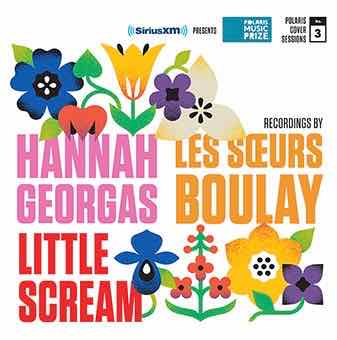 SiriusXM PRESENTS
POLARIS
MUSIC
PRIZE
POLARIS
COVER
SESSIONS
No.
3
RECORDINGS BY
HANNAH
GEORGAS
LES SŒURS
BOULAY
LITTLE
SCREAM